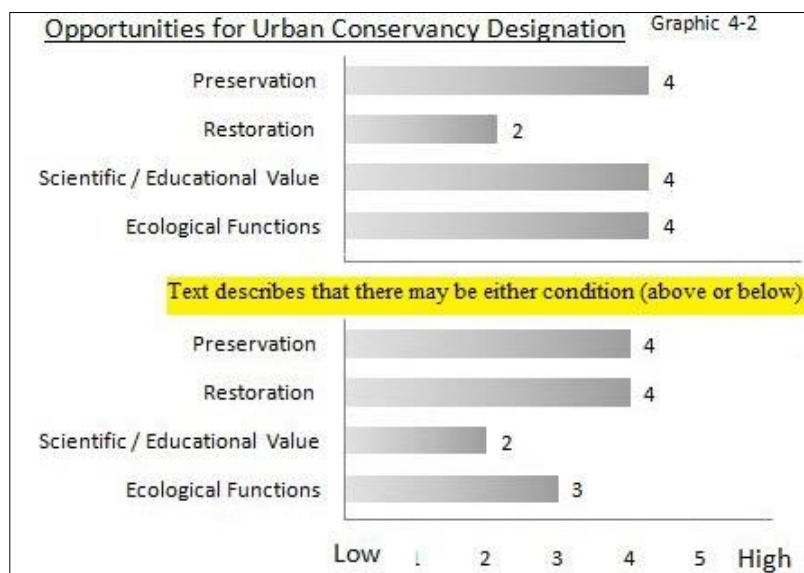 Opportunities for Urban Conservancy Designation Graphic 4-2
Preservation 4
Restoration 2
Scientific / Educational Value 4
Ecological Functions 4
Text describes that there may be either condition (above or below)
Preservation 4
Restoration 4
Scientific / Educational Value 2
Ecological Functions 3
Low 2 3 4 5 High